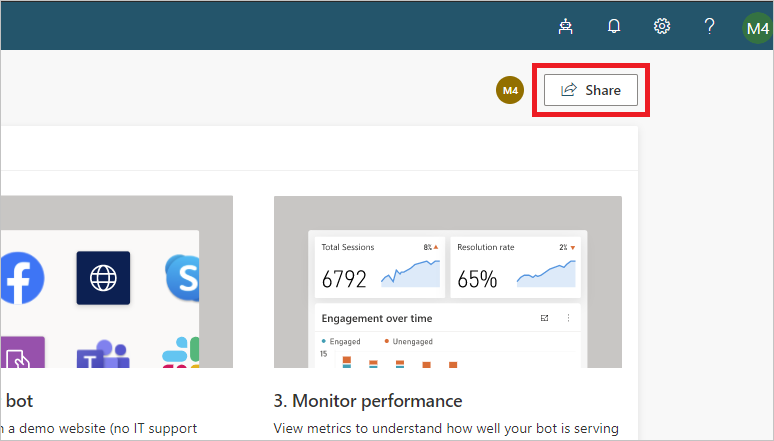 M4
M4
Share
Total Sessions 8%
6792
Resolution rate 2%
65%
Engagement over time
Engaged Unengaged
15
bot
n a demo website (no IT support
3. Monitor performance
View metrics to understand how well your bot is serving